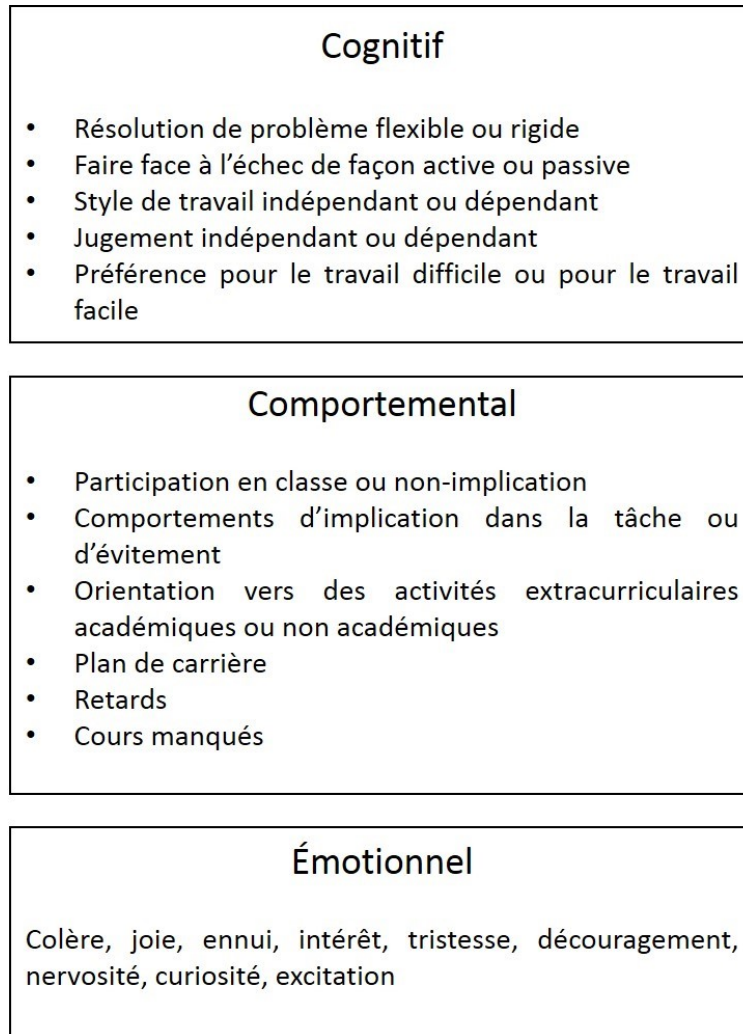 Cognitif
• Résolution de problème flexible ou rigide
• Faire face à l'échec de façon active ou passive
• Style de travail indépendant ou dépendant
• Jugement indépendant ou dépendant
• Préférence pour le travail difficile ou pour le travail
facile
Comportemental
• Participation en classe ou non-implication
• Comportements d'implication dans la tâche ou
d'évitement
• Orientation vers des activités extracurriculaires
académiques ou non académiques
• Plan de carrière
• Retards
• Cours manqués
Émotionnel
Colère, joie, ennui, intérêt, tristesse, découragement,
nervosité, curiosité, excitation